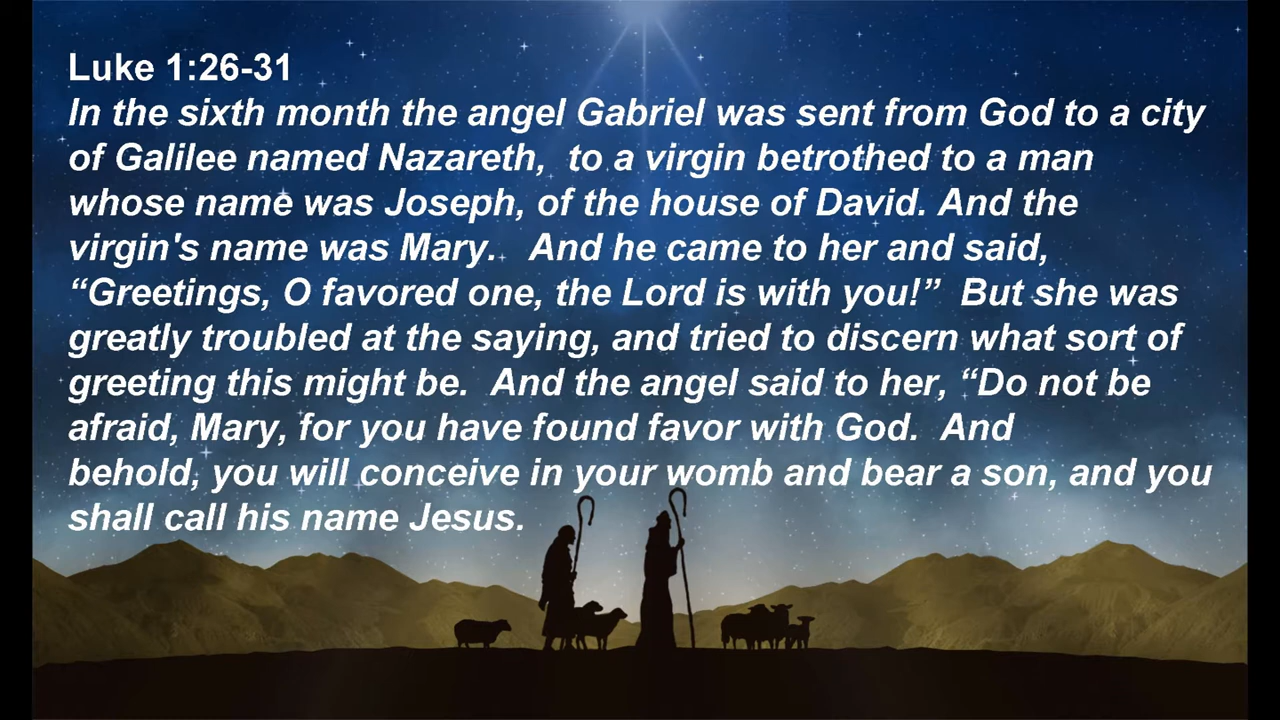 Luke 1:26-31
In the sixth month the angel Gabriel was sent from God to a city
of Galilee named Nazareth,  to a virgin betrothed to a man
whose name was Joseph, of the house of David. And the
virgin's name was Mary.   And he came to her and said,
“Greetings, O favored one, the Lord is with you!”  But she was
greatly troubled at the saying, and tried to discern what sort of
greeting this might be.  And the angel said to her, “Do not be
afraid, Mary, for you have found favor with God.  And
behold, you will conceive in your womb and bear a son, and you
shall call his name Jesus.